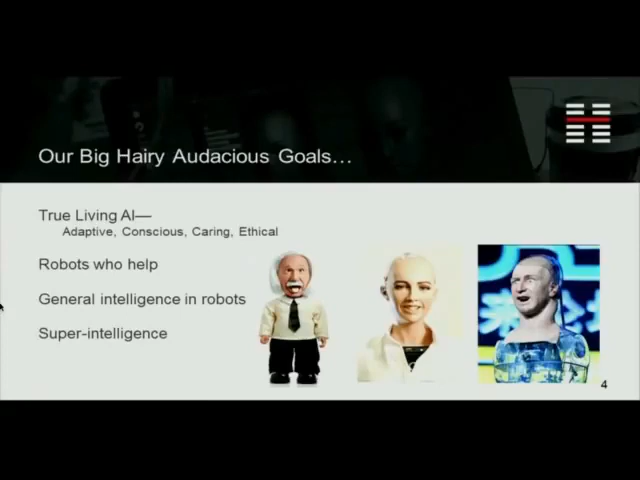 Our Big Hairy Audacious Goals…
True Living AI—
Adaptive, Conscious, Caring, Ethical
Robots who help
General intelligence in robots
Super-intelligence
4